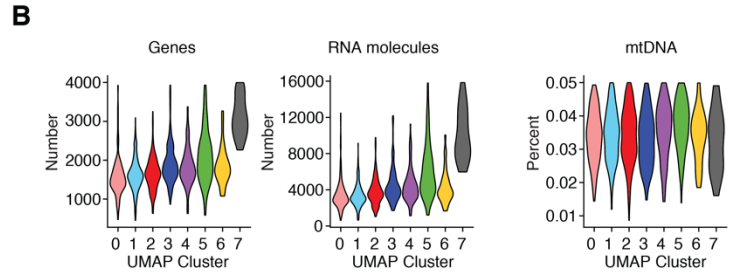 B
Genes
RNA molecules
mtDNA
Number
4000
3000
2000
1000
0 1 2 3 4 5 6 7
UMAP Cluster
Number
16000
12000
8000
4000
0
0 1 2 3 4 5 6 7
UMAP Cluster
Percent
0.05
0.04
0.03
0.02
0.01
0 1 2 3 4 5 6 7
UMAP Cluster